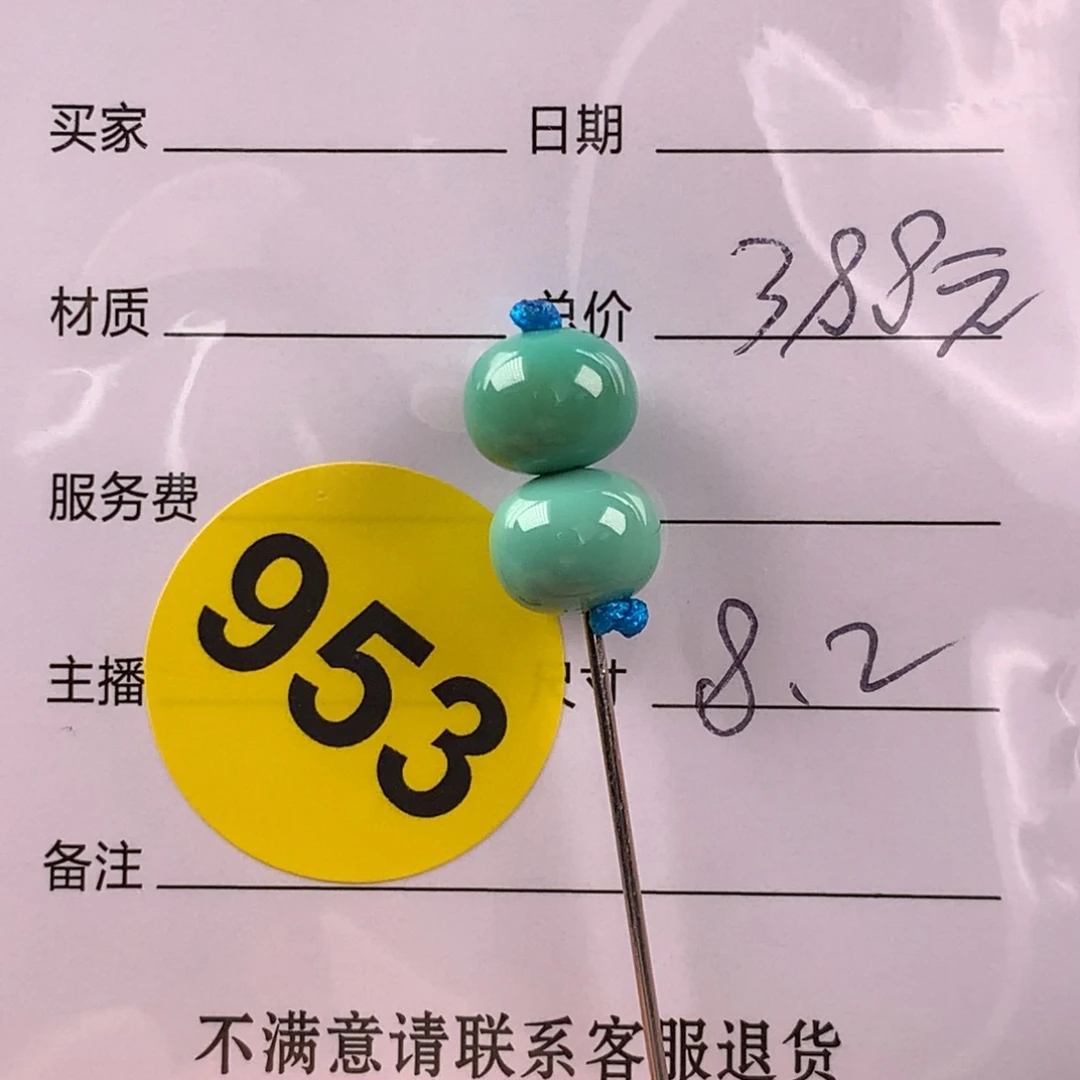 买家 日期
材质 总价 388元
服务费
953
主播 尺寸 8.2
备注
不满意请联系客服退货